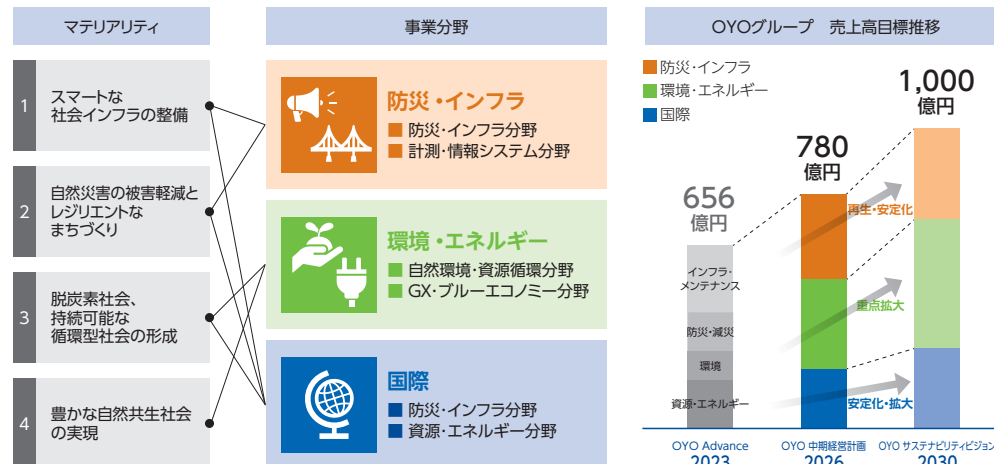 マテリアリティ
1
スマートな
社会インフラの整備
2
自然災害の被害軽減と
レジリエントな
まちづくり
3
脱炭素社会、
持続可能な
循環型社会の形成
4
豊かな自然共生社会
の実現
事業分野
防災・インフラ
■ 防災・インフラ分野
■ 計測・情報システム分野
環境・エネルギー
■ 自然環境・資源循環分野
■ GX・ブルーエコノミー分野
国際
■ 防災・インフラ分野
■ 資源・エネルギー分野
OYOグループ 売上高目標推移
■ 防災・インフラ
■ 環境・エネルギー
■ 国際
656
億円
780
億円
1,000
億円
インフラ・
メンテナンス
防災・減災
環境
資源・エネルギー
再生・安定化
重点拡大
安定化・拡大
OYO Advance
2023
OYO 中期経営計画
2026
OYO サステナビリティビジョン
2030